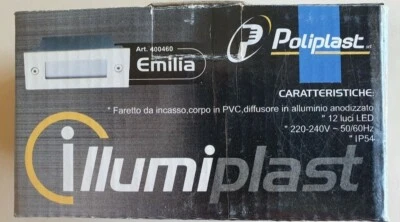 Art. 400460
Emilia
Poliplast
CARATTERISTICHE:
* Faretto da incasso,corpo in PVC,diffusore in alluminio anodizzato
* 12 luci LED
* 220-240V ~ 50/60Hz
* IP54
illumiplast